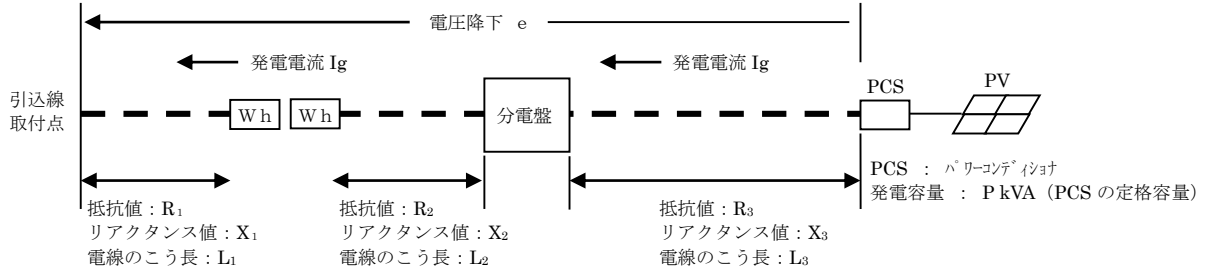 電圧降下 e
発電電流 Ig
発電電流 Ig
引込線
取付点
Ｗｈ
Ｗｈ
分電盤
PCS
PV
PCS ： ﾊﾟﾜｰｺﾝﾃﾞｨｼｮﾅ
発電容量 ： P kVA（PCS の定格容量）
抵抗値：R₁
リアクタンス値：X₁
電線のこう長：L₁
抵抗値：R₂
リアクタンス値：X₂
電線のこう長：L₂
抵抗値：R₃
リアクタンス値：X₃
電線のこう長：L₃